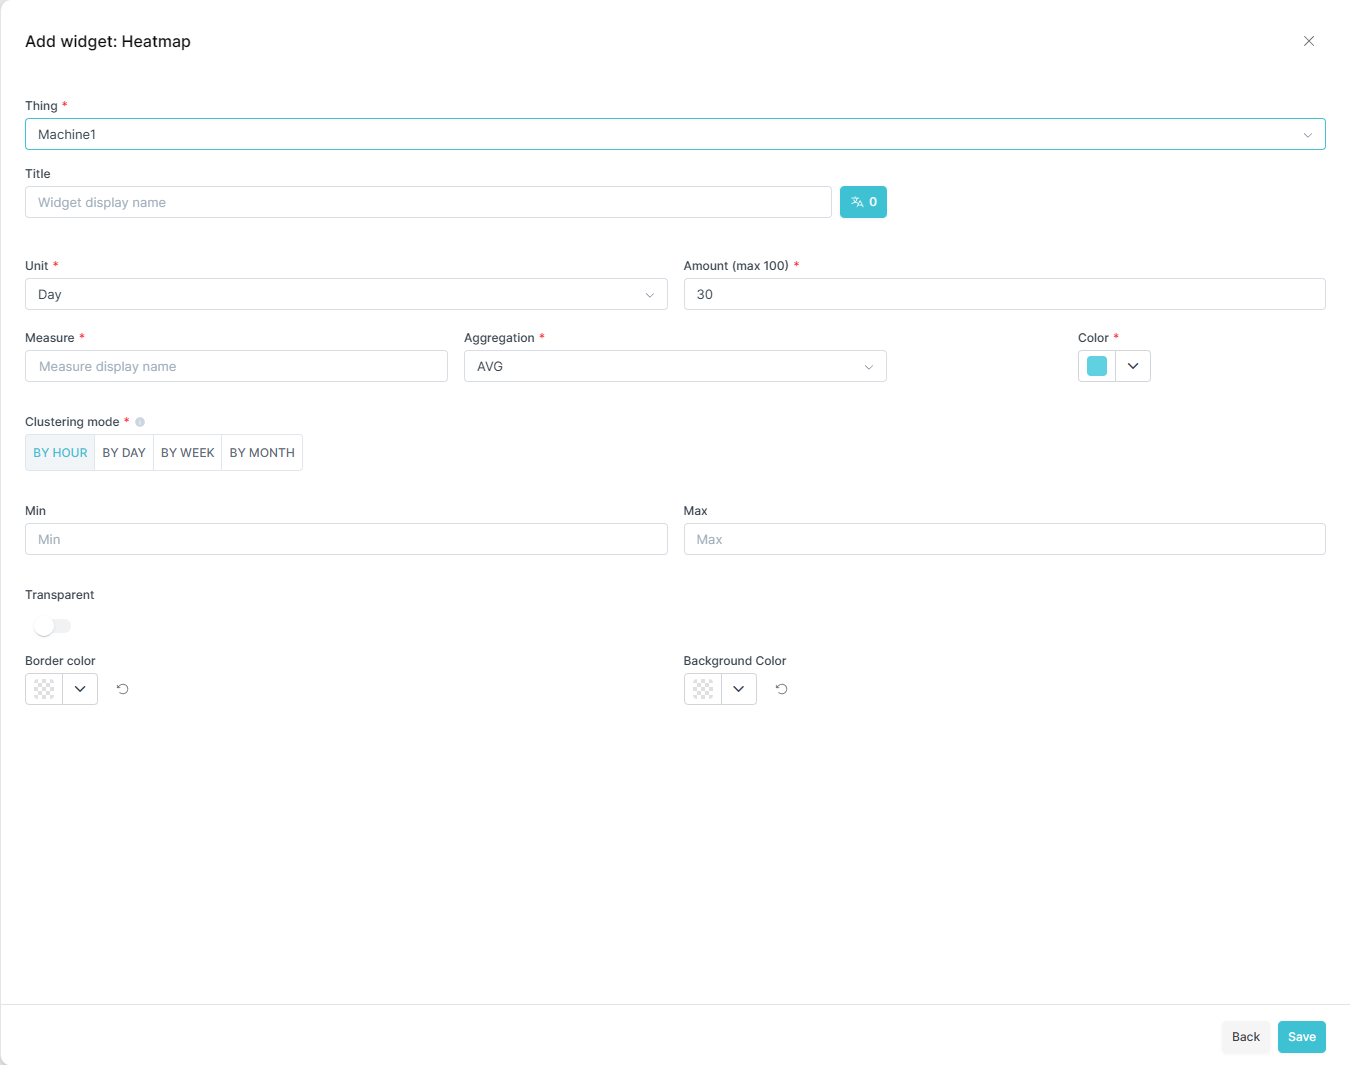 Add widget: Heatmap
Thing *
Machine1
Title
Widget display name
0
Unit * Amount (max 100) *
Day 30
Measure * Aggregation * Color *
Measure display name AVG
Clustering mode *
BY HOUR BY DAY BY WEEK BY MONTH
Min Max
Min Max
Transparent
Border color Background Color
Back Save